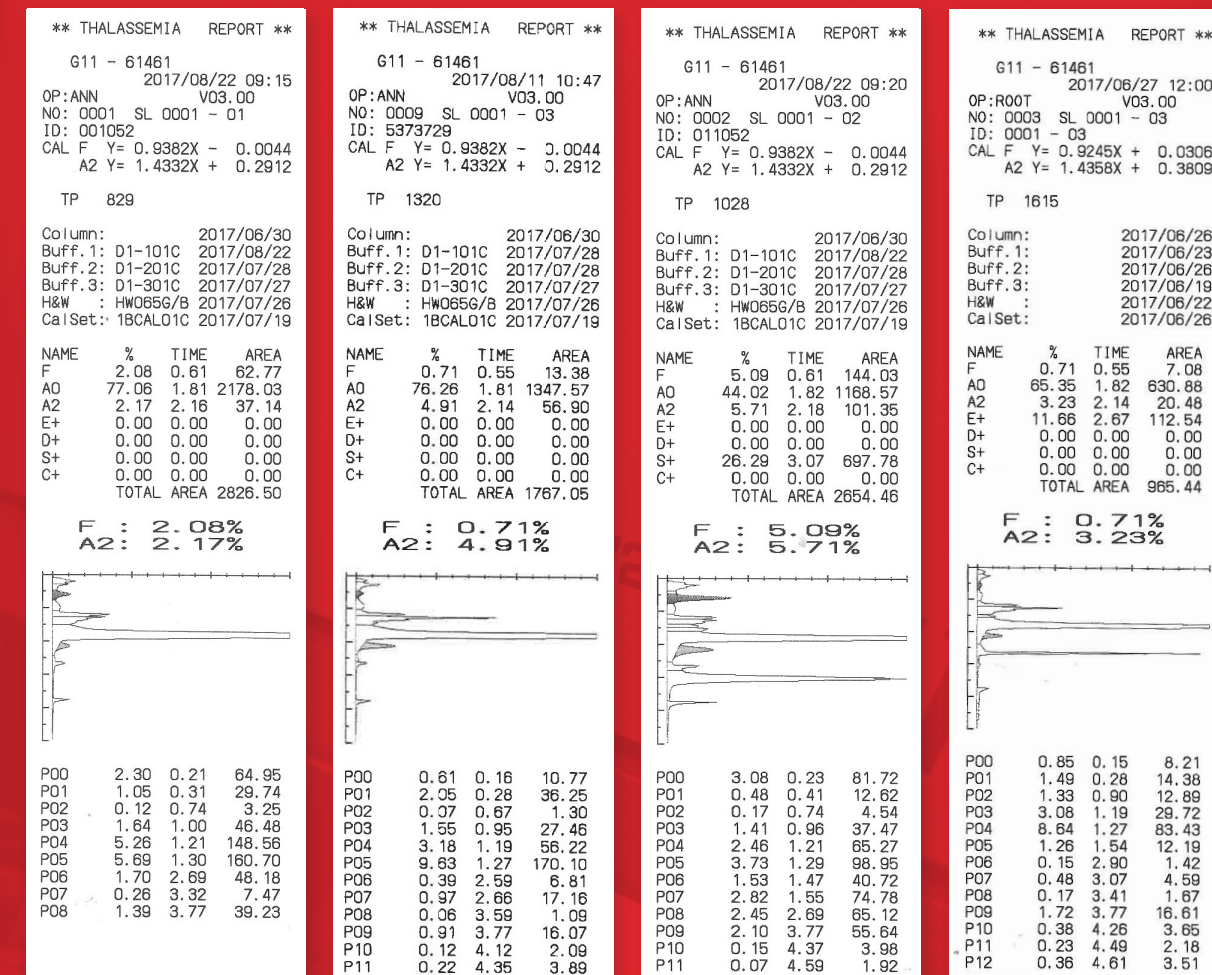 ** THALASSEMIA REPORT **
G11 - 61461
2017/08/22 09:15
OP:ANN V03.00
NO: 0001 SL 0001 - 01
ID: 001052
CAL F Y= 0.9382X - 0.0044
A2 Y= 1.4332X + 0.2912
TP 829
Column: 2017/06/30
Buff.1: D1-101C 2017/08/22
Buff.2: D1-201C 2017/07/28
Buff.3: D1-301C 2017/07/27
H&W : HW065G/B 2017/07/26
CalSet: 1BCAL01C 2017/07/19
NAME % TIME AREA
F 2.08 0.61 62.77
A0 77.06 1.81 2178.03
A2 2.17 2.16 37.14
E+ 0.00 0.00 0.00
D+ 0.00 0.00 0.00
S+ 0.00 0.00 0.00
C+ 0.00 0.00 0.00
TOTAL AREA 2826.50
F : 2.08%
A2: 2.17%
P00 2.30 0.21 64.95
P01 1.05 0.31 29.74
P02 0.12 0.74 3.25
P03 1.64 1.00 46.48
P04 5.26 1.21 148.56
P05 5.69 1.30 160.70
P06 1.70 2.69 48.18
P07 0.26 3.32 7.47
P08 1.39 3.77 39.23
** THALASSEMIA REPORT **
G11 - 61461
2017/08/11 10:47
OP:ANN V03.00
NO: 0009 SL 0001 - 03
ID: 5373729
CAL F Y= 0.9382X - 0.0044
A2 Y= 1.4332X + 0.2912
TP 1320
Column: 2017/06/30
Buff.1: D1-101C 2017/07/28
Buff.2: D1-201C 2017/07/28
Buff.3: D1-301C 2017/07/27
H&W : HW065G/B 2017/07/26
CalSet: 1BCAL01C 2017/07/19
NAME % TIME AREA
F 0.71 0.55 13.38
A0 76.26 1.81 1347.57
A2 4.91 2.14 56.90
E+ 0.00 0.00 0.00
D+ 0.00 0.00 0.00
S+ 0.00 0.00 0.00
C+ 0.00 0.00 0.00
TOTAL AREA 1767.05
F : 0.71%
A2: 4.91%
P00 0.61 0.16 10.77
P01 2.05 0.28 36.25
P02 0.07 0.67 1.30
P03 1.55 0.95 27.46
P04 3.18 1.19 56.22
P05 9.63 1.27 170.10
P06 0.39 2.59 6.81
P07 0.97 2.66 17.16
P08 0.06 3.59 1.09
P09 0.91 3.77 16.07
P10 0.12 4.12 2.09
P11 0.22 4.35 3.89
** THALASSEMIA REPORT **
G11 - 61461
2017/08/22 09:20
OP:ANN V03.00
NO: 0002 SL 0001 - 02
ID: 011052
CAL F Y= 0.9382X - 0.0044
A2 Y= 1.4332X + 0.2912
TP 1028
Column: 2017/06/30
Buff.1: D1-101C 2017/08/22
Buff.2: D1-201C 2017/07/28
Buff.3: D1-301C 2017/07/27
H&W : HW065G/B 2017/07/26
CalSet: 1BCAL01C 2017/07/19
NAME % TIME AREA
F 5.09 0.61 144.03
A0 44.02 1.82 1168.57
A2 5.71 2.18 101.35
E+ 0.00 0.00 0.00
D+ 0.00 0.00 0.00
S+ 26.29 3.07 697.78
C+ 0.00 0.00 0.00
TOTAL AREA 2654.46
F : 5.09%
A2: 5.71%
P00 3.08 0.23 81.72
P01 0.48 0.41 12.62
P02 0.17 0.74 4.54
P03 1.41 0.96 37.47
P04 2.46 1.21 65.27
P05 3.73 1.29 98.95
P06 1.53 1.47 40.72
P07 2.82 1.55 74.78
P08 2.45 2.69 65.12
P09 2.10 3.77 55.64
P10 0.15 4.37 3.98
P11 0.07 4.59 1.92
** THALASSEMIA REPORT **
G11 - 61461
2017/06/27 12:00
OP:ROOT V03.00
NO: 0003 SL 0001 - 03
ID: 0001 - 03
CAL F Y= 0.9245X + 0.0306
A2 Y= 1.4358X + 0.3809
TP 1615
Column: 2017/06/26
Buff.1: 2017/06/23
Buff.2: 2017/06/26
Buff.3: 2017/06/19
H&W : 2017/06/22
CalSet: 2017/06/26
NAME % TIME AREA
F 0.71 0.55 7.08
A0 65.35 1.82 630.88
A2 3.23 2.14 20.48
E+ 11.66 2.67 112.54
D+ 0.00 0.00 0.00
S+ 0.00 0.00 0.00
C+ 0.00 0.00 0.00
TOTAL AREA 965.44
F : 0.71%
A2: 3.23%
P00 0.85 0.15 8.21
P01 1.49 0.28 14.38
P02 1.33 0.90 12.89
P03 3.08 1.19 29.72
P04 8.64 1.27 83.43
P05 1.26 1.54 12.19
P06 0.15 2.90 1.42
P07 0.48 3.07 4.59
P08 0.17 3.41 1.67
P09 1.72 3.77 16.61
P10 0.38 4.26 3.65
P11 0.23 4.49 2.18
P12 0.36 4.61 3.51